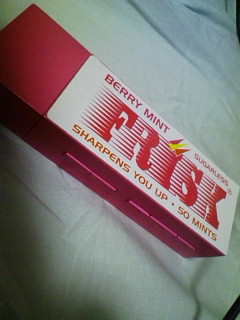 BERRY MINT SUGARLESS
FRISK®
SHARPENS YOU UP • 50 MINTS